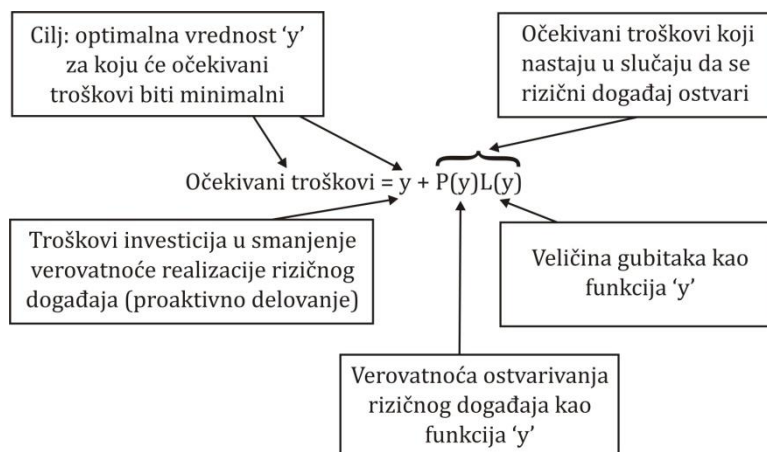 Cilj: optimalna vrednost ‘y’
za koju će očekivani
troškovi biti minimalni
Očekivani troškovi koji
nastaju u slučaju da se
rizični događaj ostvari
Očekivani troškovi = y + P(y)L(y)
Troškovi investicija u smanjenje
verovatnoće realizacije rizičnog
događaja (proaktivno delovanje)
Veličina gubitaka kao
funkcija ‘y’
Verovatnoća ostvarivanja
rizičnog događaja kao
funkcija ‘y’